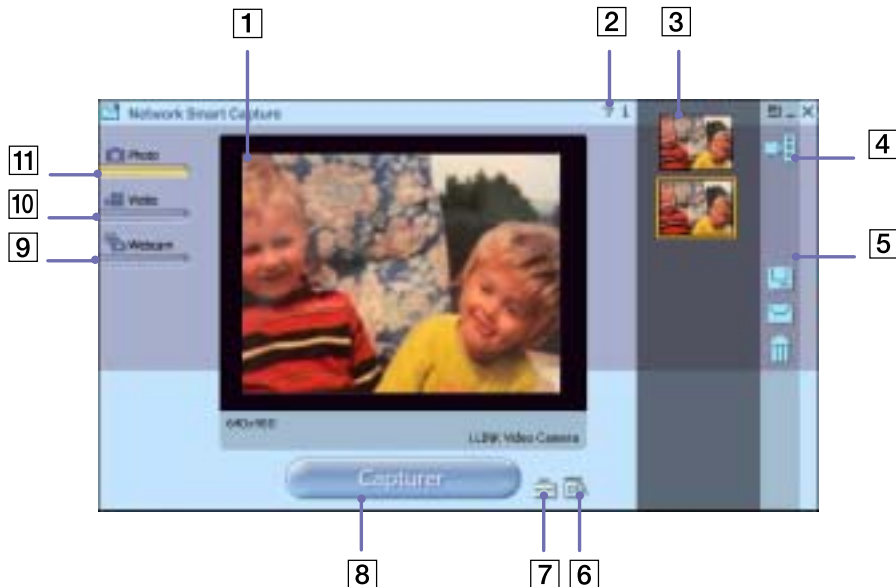 1
2
3
Network Smart Capture
? i
4
11
Photo
10
Video
9
Webcam
5
640x480
i.LINK Video Camera
Capturer
8
7
6